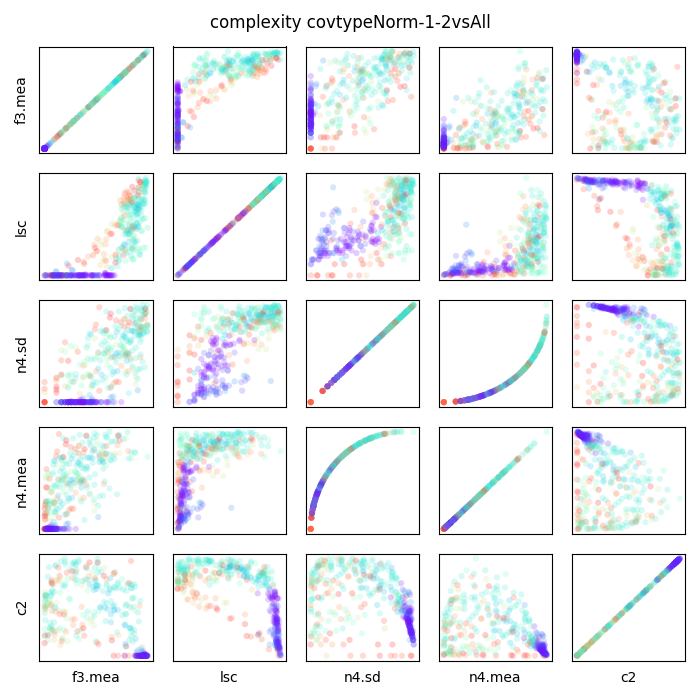 complexity covtypeNorm-1-2vsAll
f3.mea
lsc
n4.sd
n4.mea
c2
f3.mea lsc n4.sd n4.mea c2